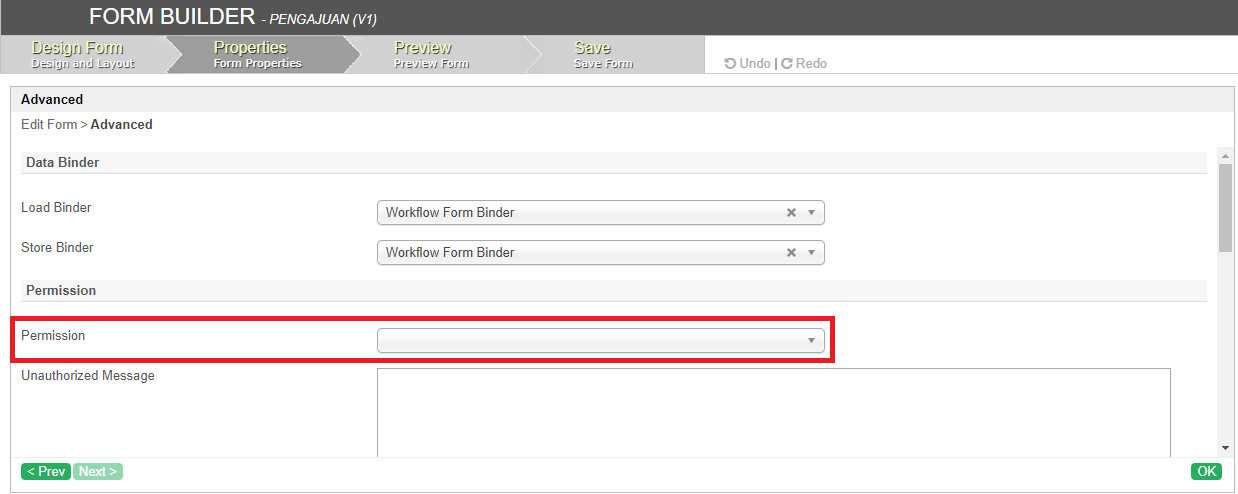 FORM BUILDER - PENGAJUAN (V1)
Design Form
Design and Layout
Properties
Form Properties
Preview
Preview Form
Save
Save Form
Undo | Redo
Advanced
Edit Form > Advanced
Data Binder
Load Binder
Workflow Form Binder
Store Binder
Workflow Form Binder
Permission
Permission
Unauthorized Message
< Prev
Next >
OK